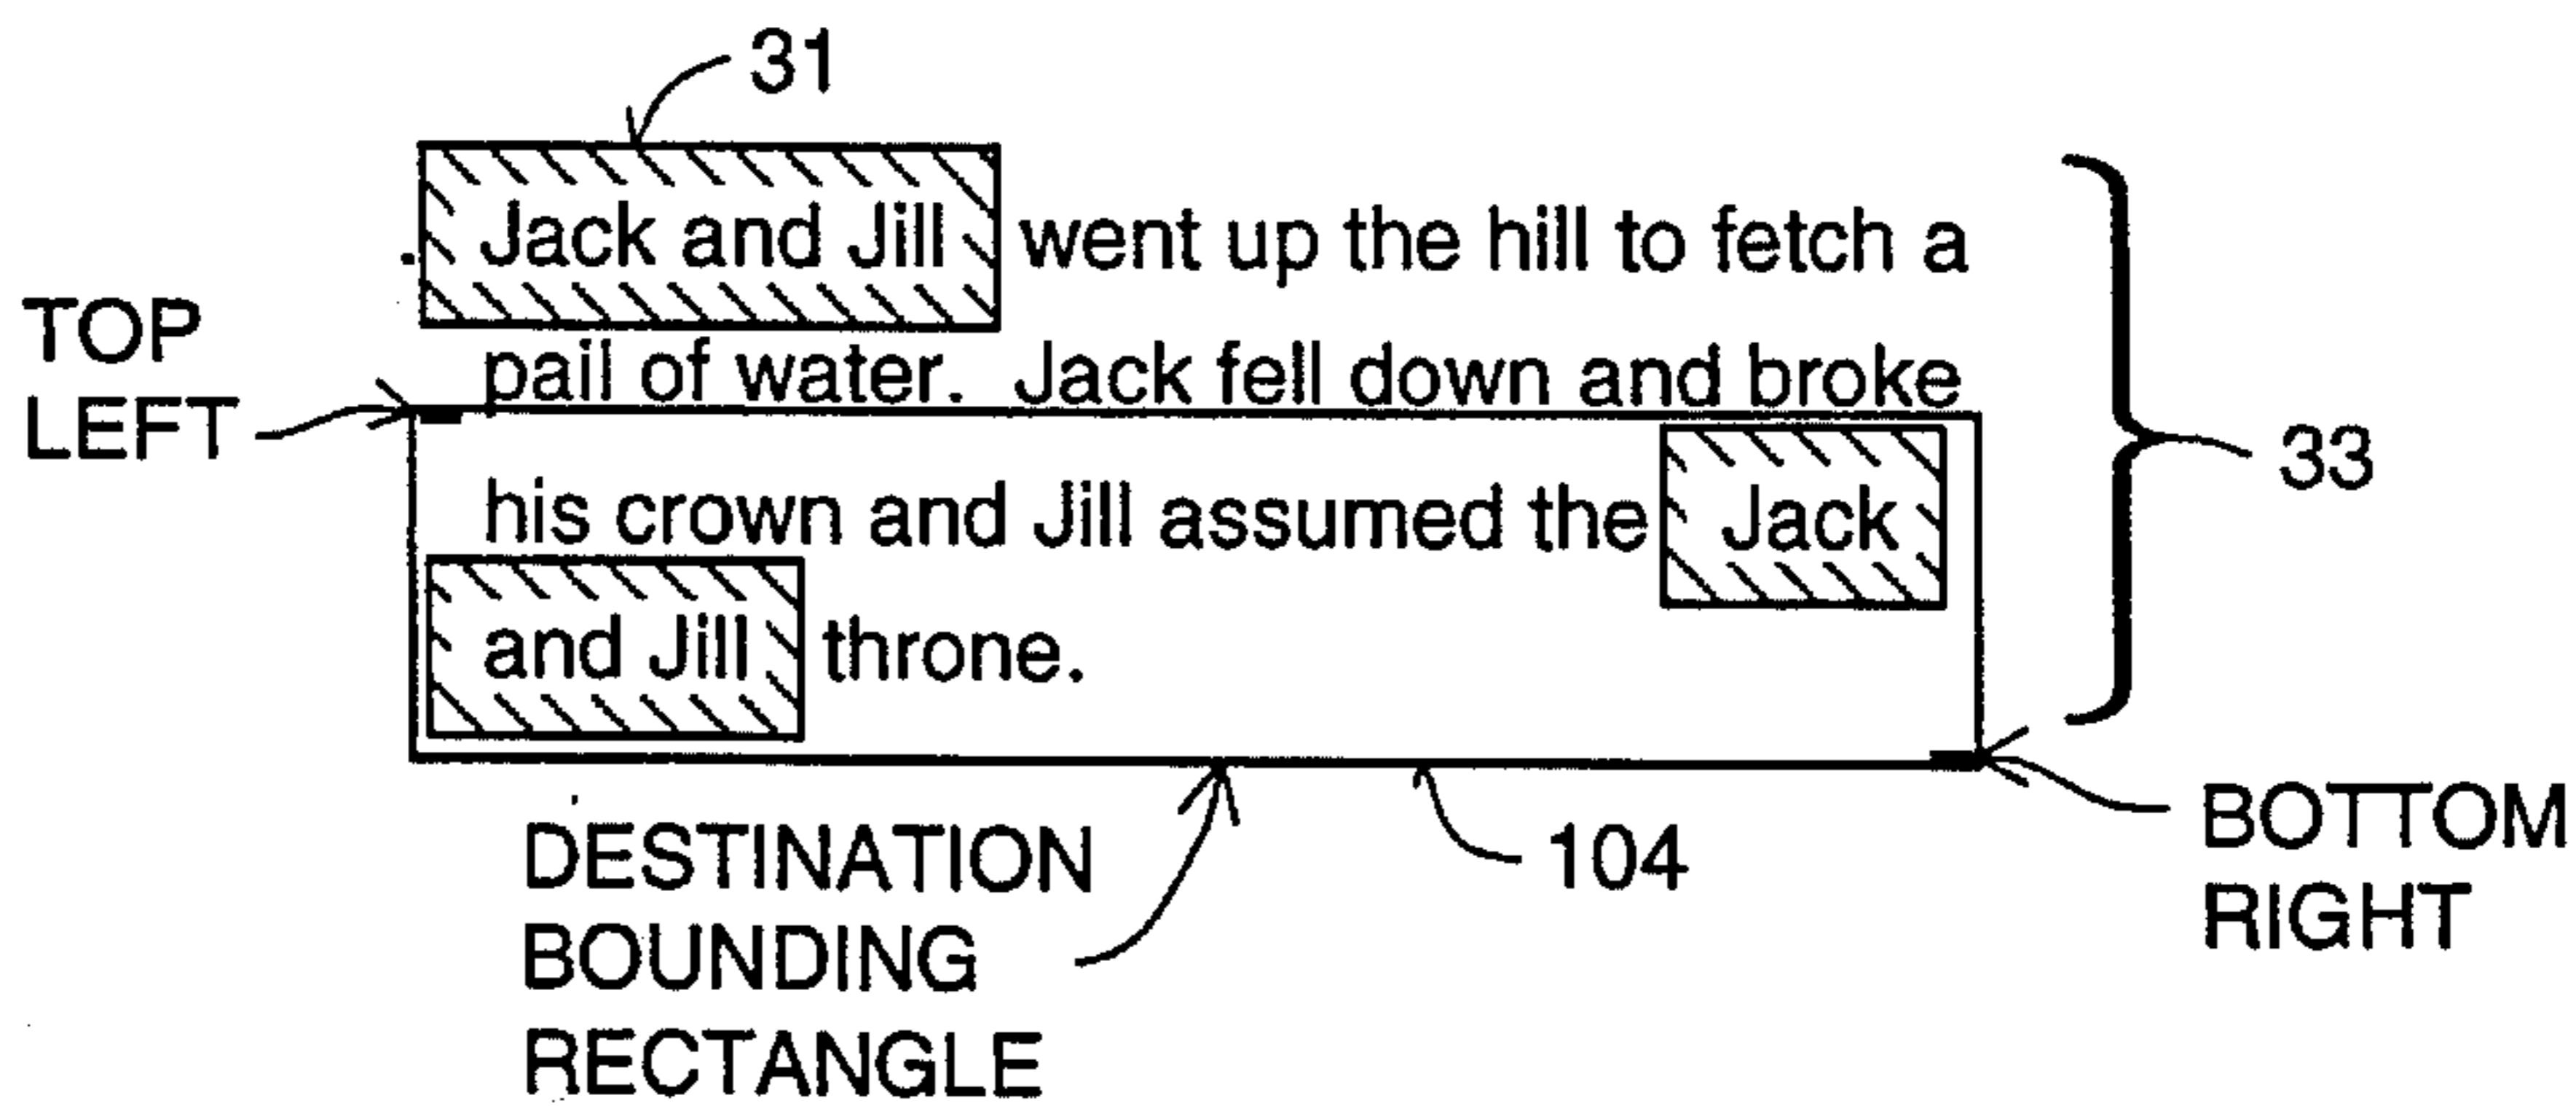 31
Jack and Jill went up the hill to fetch a
pail of water. Jack fell down and broke
his crown and Jill assumed the Jack
and Jill throne.
TOP
LEFT
33
DESTINATION
BOUNDING
RECTANGLE
104
BOTTOM
RIGHT